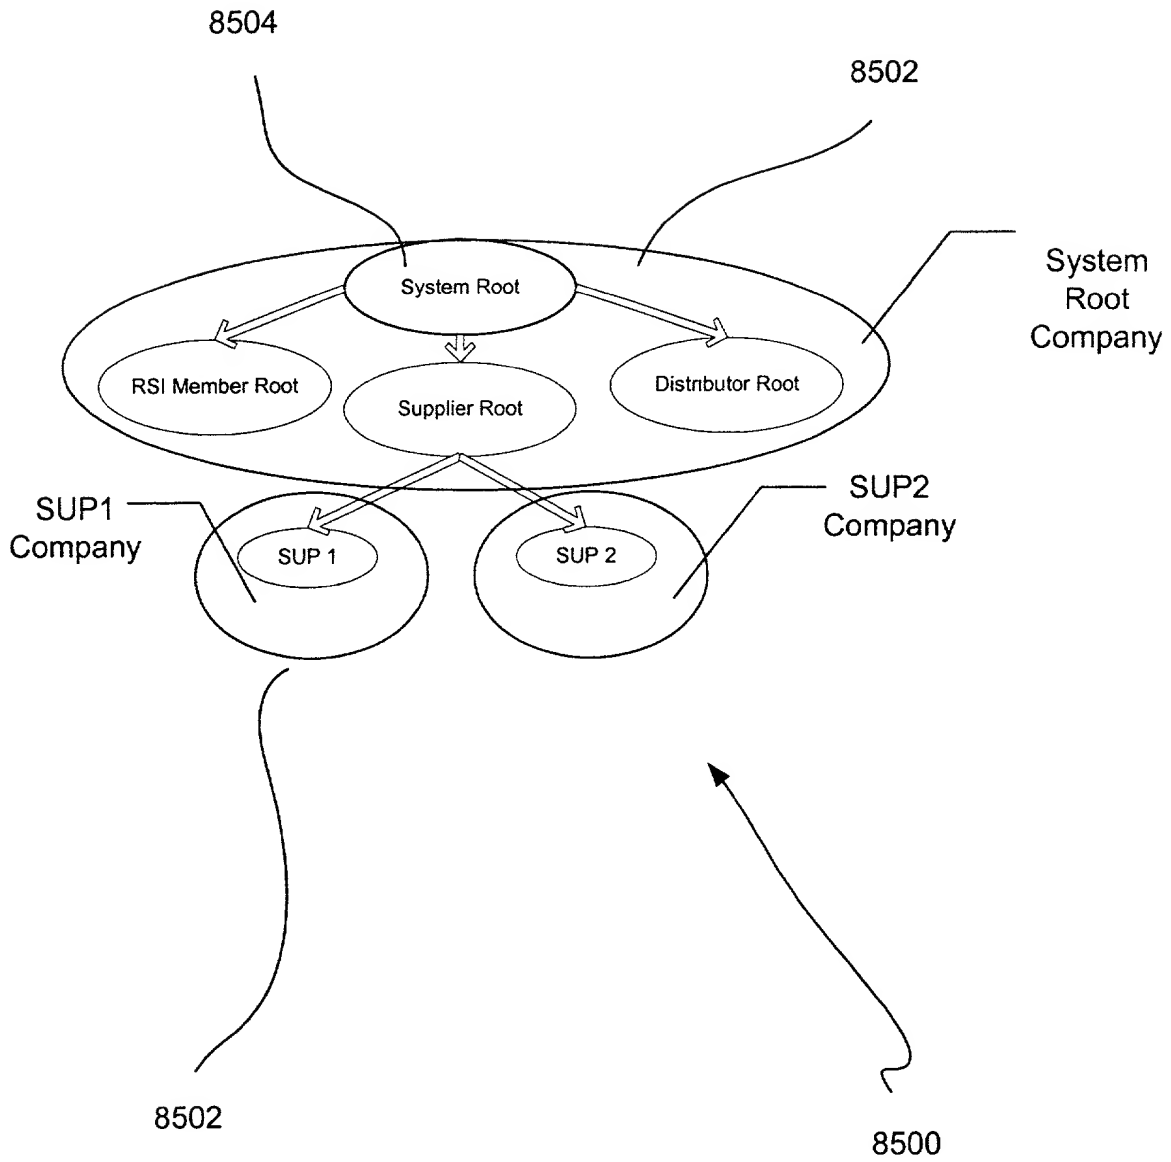 8504
8502
System
Root
Company
System Root
RSI Member Root
Supplier Root
Distributor Root
SUP1
Company
SUP2
Company
SUP 1
SUP 2
8502
8500